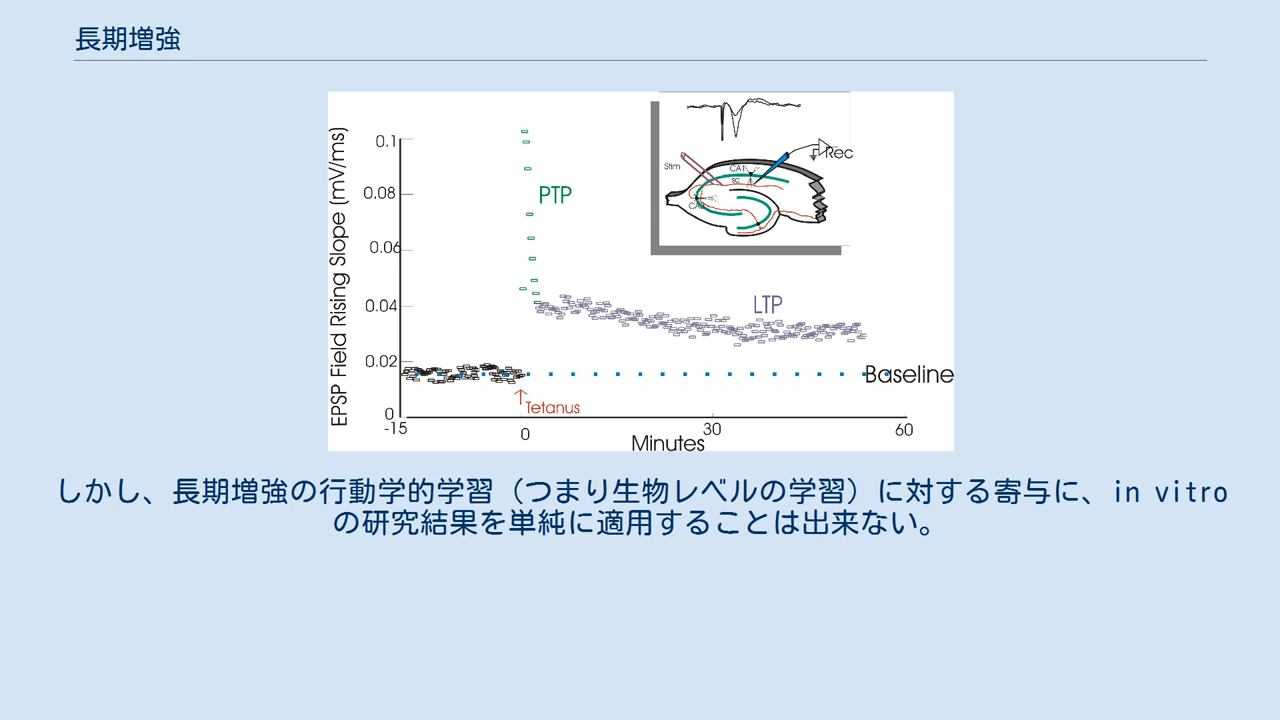 長期増強
EPSP Field Rising Slope (mV/ms)
0.1
0.08
0.06
0.04
0.02
0
-15
0
30
60
Minutes
PTP
LTP
Baseline
Tetanus
Stim
Rec
CA1
SC
しかし、長期増強の行動学的学習（つまり生物レベルの学習）に対する寄与に、in vitro
の研究結果を単純に適用することは出来ない。